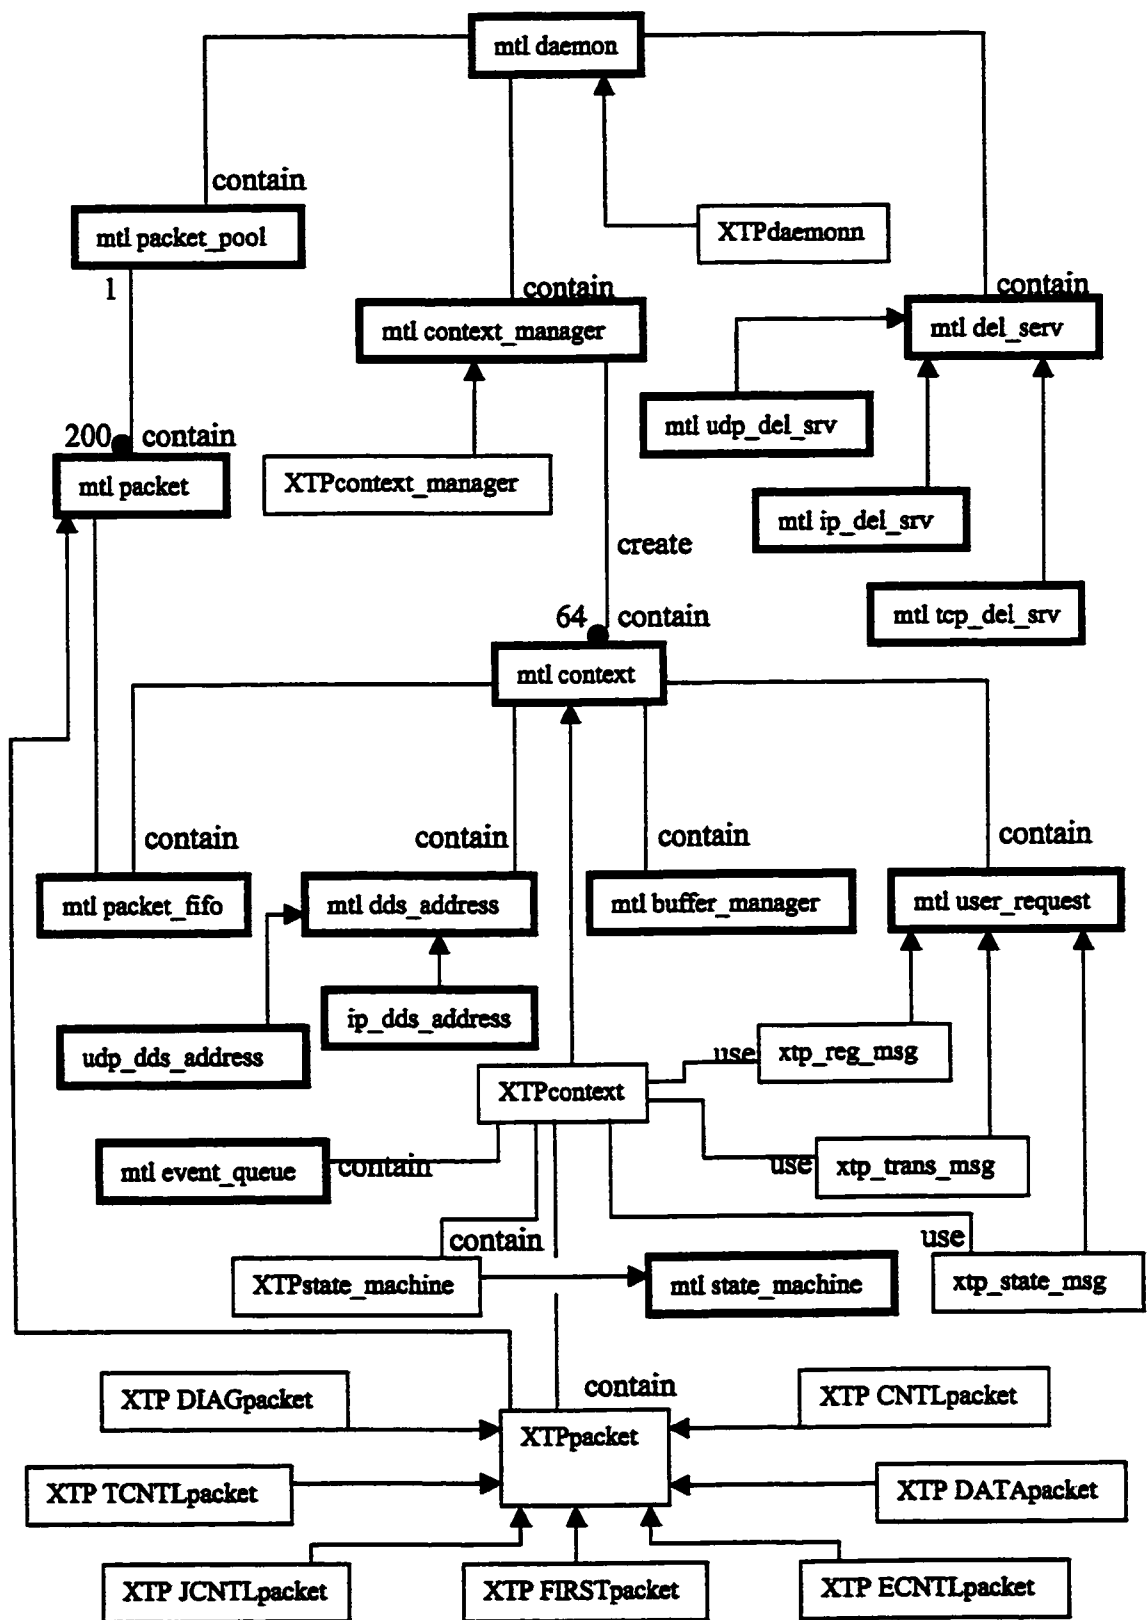 mtl daemon
contain
mtl packet_pool
XTPdaemonn
1
contain
contain
mtl context_manager
mtl del_serv
mtl udp_del_srv
200
contain
mtl packet
XTPcontext_manager
mtl ip_del_srv
create
64
contain
mtl tcp_del_srv
mtl context
contain
contain
contain
contain
mtl packet_fifo
mtl dds_address
mtl buffer_manager
mtl user_request
ip_dds_address
udp_dds_address
use
xtp_reg_msg
XTPcontext
mtl event_queue
contain
use
xtp_trans_msg
contain
use
XTPstate_machine
mtl state_machine
xtp_state_msg
contain
XTP DIAGpacket
XTP CNTLpacket
XTPpacket
XTP TCNTLpacket
XTP DATApacket
XTP JCNTLpacket
XTP FIRSTpacket
XTP ECNTLpacket